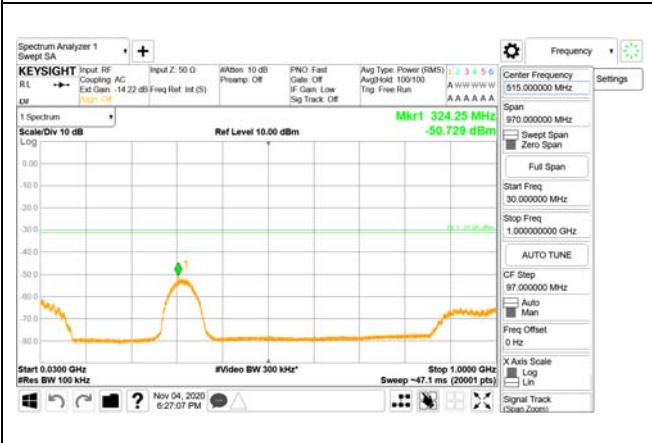 Spectrum Analyzer 1
Swept SA
Frequency
KEYSIGHT
Input: RF
Input Z: 50 Ω
#Atten: 10 dB
PNO: Fast
Avg Type: Power (RMS)
1 2 3 4 5 6
RL
Coupling: AC
Preamp: Off
Gate: Off
Avg|Hold: 100/100
A W W W W W
Ext Gain: -14.22 dB
Freq Ref: Int (S)
IF Gain: Low
Trig: Free Run
Align: Off
Sig Track: Off
A A A A A A
1 Spectrum
Mkr1 324.25 MHz
Scale/Div 10 dB
Ref Level 10.00 dBm
-50.729 dBm
Log
0.00
-10.0
-20.0
-30.0
-40.0
-50.0
-60.0
-70.0
-80.0
1
Start 0.0300 GHz
#Video BW 300 kHz*
Stop 1.0000 GHz
#Res BW 100 kHz
Sweep ~47.1 ms (20001 pts)
Nov 04, 2020
6:27:07 PM
Center Frequency
515.000000 MHz
Settings
Span
970.000000 MHz
Swept Span
Zero Span
Full Span
Start Freq
30.000000 MHz
Stop Freq
1.000000000 GHz
AUTO TUNE
CF Step
97.000000 MHz
Auto
Man
Freq Offset
0 Hz
X Axis Scale
Log
Lin
Signal Track
(Span Zoom)